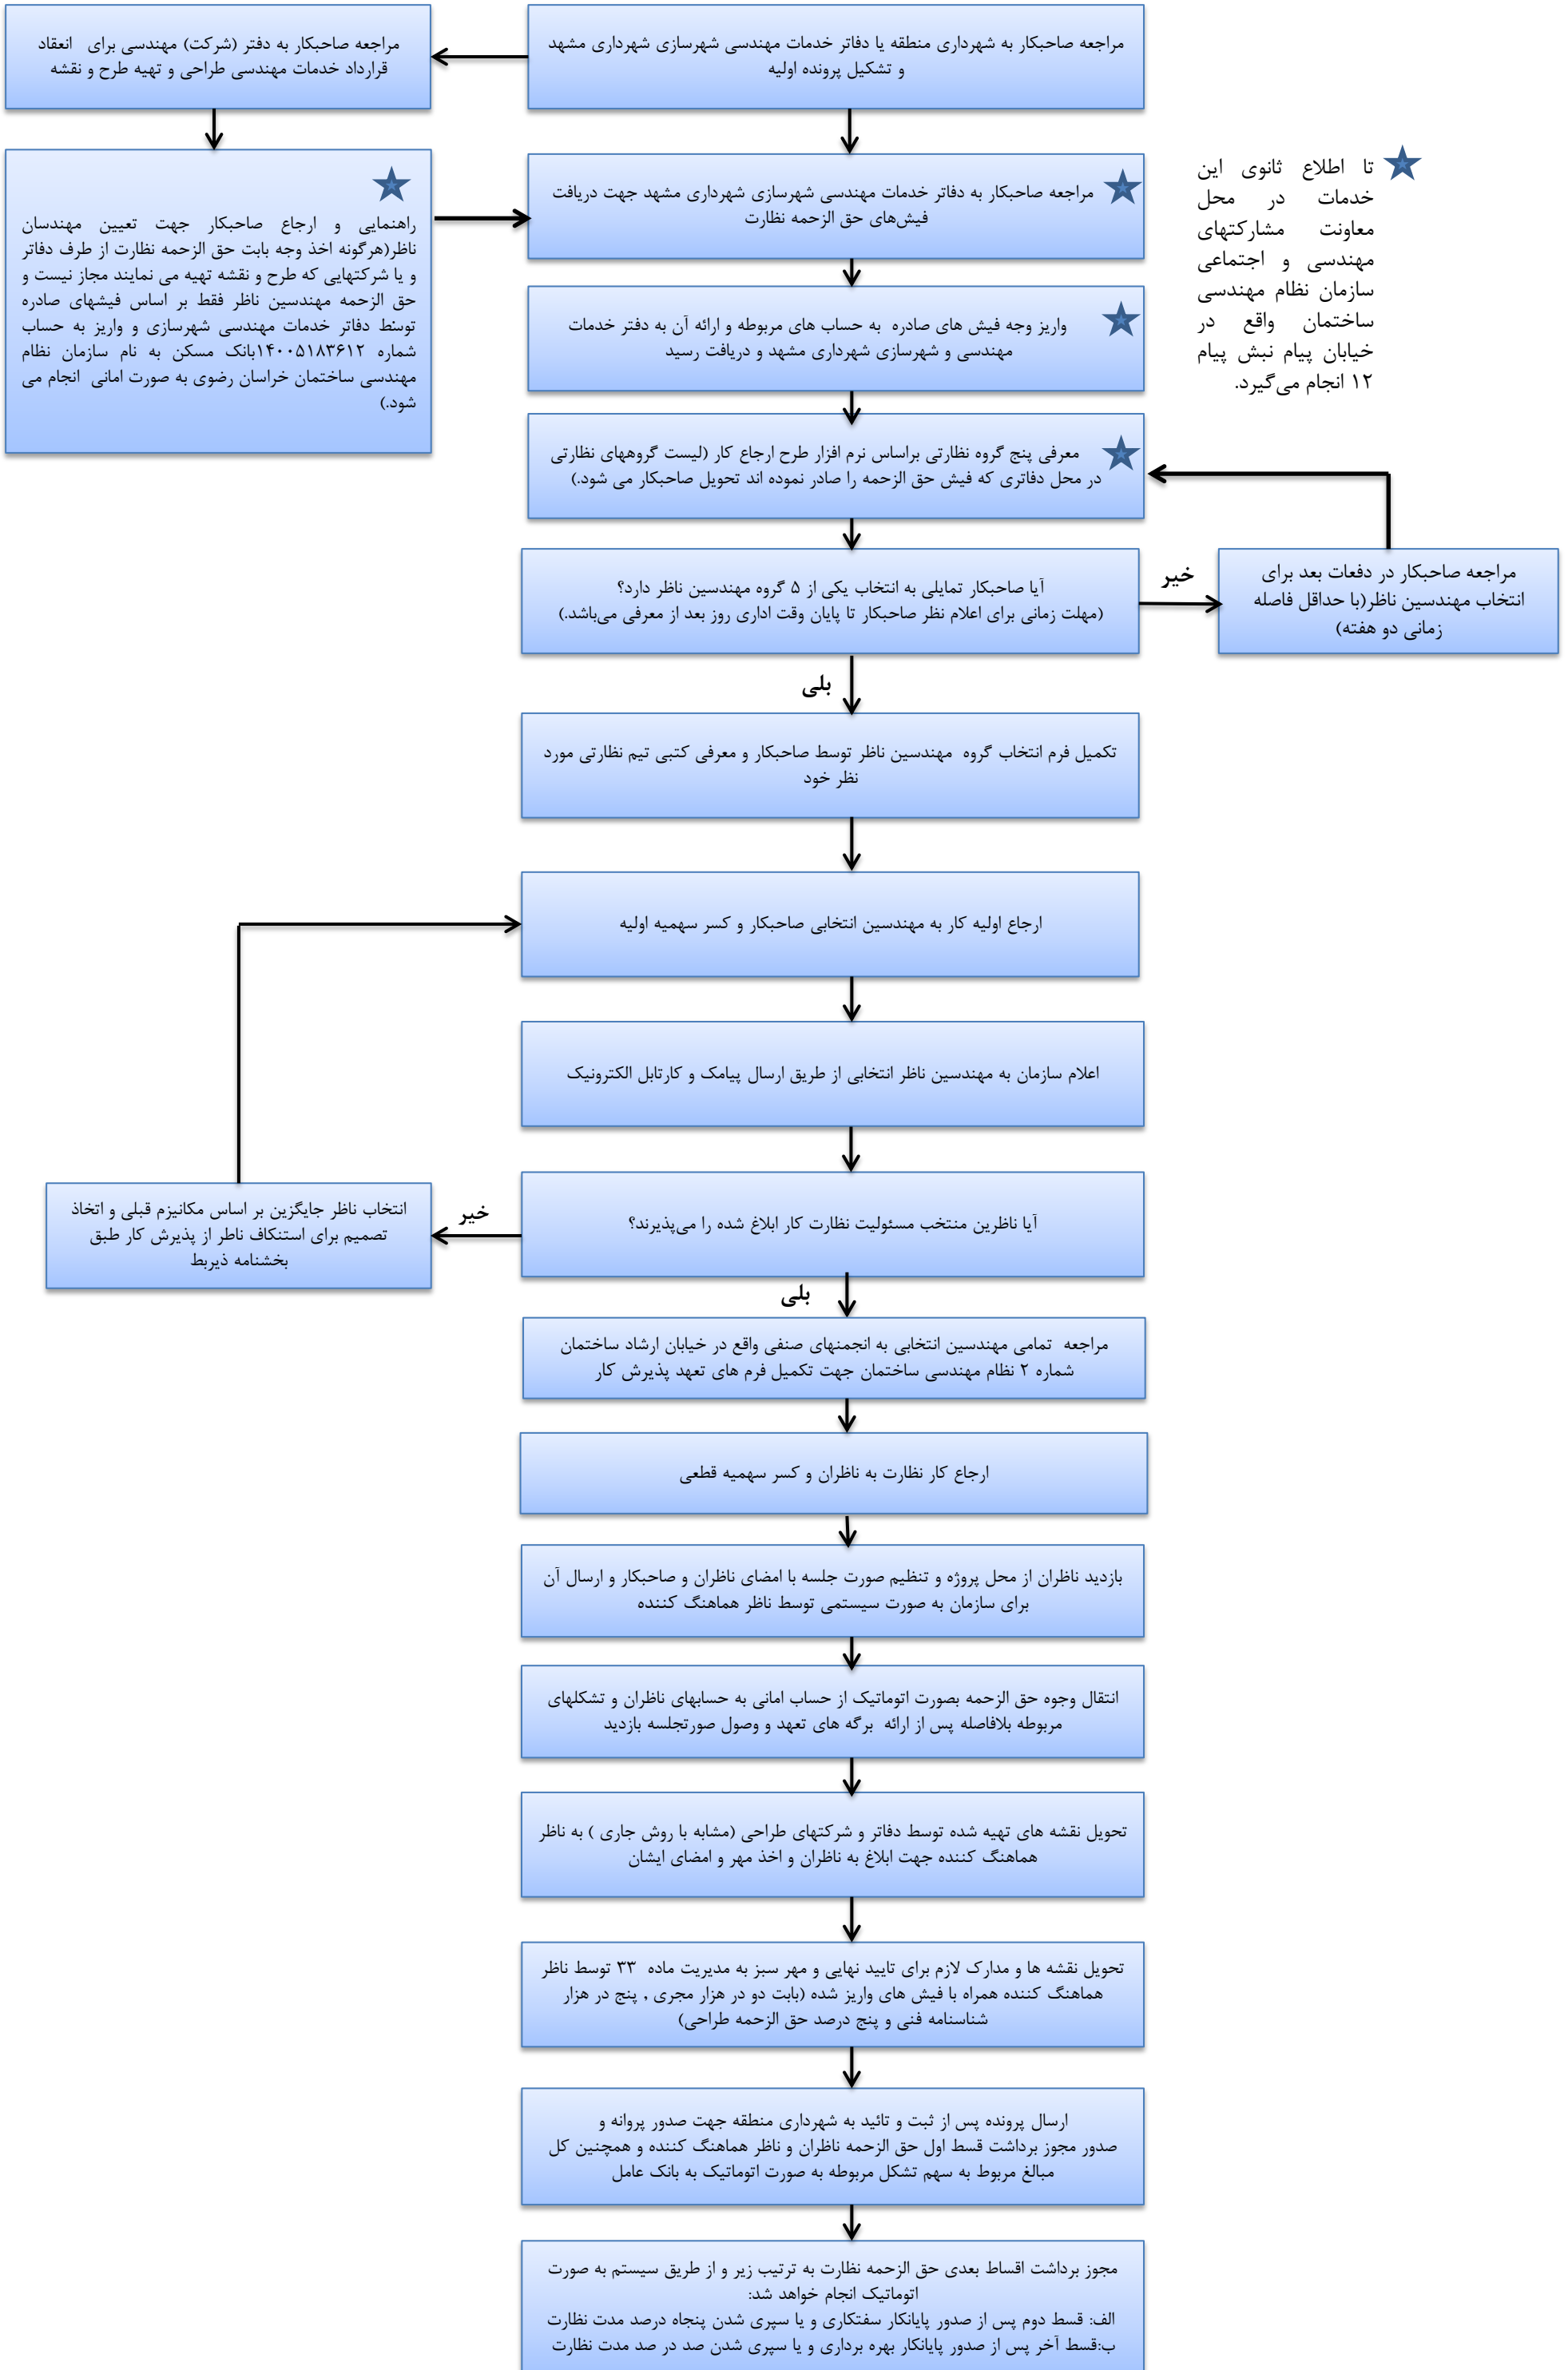 مراجعه صاحبکار به شهرداری منطقه یا دفاتر خدمات مهندسی شهرسازی شهرداری مشهد
و تشکیل پرونده اولیه
مراجعه صاحبکار به دفتر (شرکت) مهندسی برای انعقاد
قرارداد خدمات مهندسی طراحی و تهیه طرح و نقشه
راهنمایی و ارجاع صاحبکار جهت تعیین مهندسان
ناظر(هرگونه اخذ وجه بابت حق الزحمه نظارت از طرف دفاتر
و یا شرکتهایی که طرح و نقشه تهیه می نمایند مجاز نیست و
حق الزحمه مهندسین ناظر فقط بر اساس فیشهای صادره
توسط دفاتر خدمات مهندسی شهرسازی و واریز به حساب
شماره ۱۴۰۰۵۱۸۳۶۱۲بانک مسکن به نام سازمان نظام
مهندسی ساختمان خراسان رضوی به صورت امانی انجام می
شود.)
مراجعه صاحبکار به دفاتر خدمات مهندسی شهرسازی شهرداری مشهد جهت دریافت
فیش‌های حق الزحمه نظارت
تا اطلاع ثانوی این
خدمات در محل
معاونت مشارکتهای
مهندسی و اجتماعی
سازمان نظام مهندسی
ساختمان واقع در
خیابان پیام نبش پیام
۱۲ انجام می‌گیرد.
واریز وجه فیش های صادره به حساب های مربوطه و ارائه آن به دفتر خدمات
مهندسی و شهرسازی شهرداری مشهد و دریافت رسید
معرفی پنج گروه نظارتی براساس نرم افزار طرح ارجاع کار (لیست گروههای نظارتی
در محل دفاتری که فیش حق الزحمه را صادر نموده اند تحویل صاحبکار می شود.)
آیا صاحبکار تمایلی به انتخاب یکی از ۵ گروه مهندسین ناظر دارد؟
(مهلت زمانی برای اعلام نظر صاحبکار تا پایان وقت اداری روز بعد از معرفی می‌باشد.)
خیر
مراجعه صاحبکار در دفعات بعد برای
انتخاب مهندسین ناظر(با حداقل فاصله
زمانی دو هفته)
بلی
تکمیل فرم انتخاب گروه مهندسین ناظر توسط صاحبکار و معرفی کتبی تیم نظارتی مورد
نظر خود
ارجاع اولیه کار به مهندسین انتخابی صاحبکار و کسر سهمیه اولیه
اعلام سازمان به مهندسین ناظر انتخابی از طریق ارسال پیامک و کارتابل الکترونیک
آیا ناظرین منتخب مسئولیت نظارت کار ابلاغ شده را می‌پذیرند؟
خیر
انتخاب ناظر جایگزین بر اساس مکانیزم قبلی و اتخاذ
تصمیم برای استنکاف ناطر از پذیرش کار طبق
بخشنامه ذیربط
بلی
مراجعه تمامی مهندسین انتخابی به انجمنهای صنفی واقع در خیابان ارشاد ساختمان
شماره ۲ نظام مهندسی ساختمان جهت تکمیل فرم های تعهد پذیرش کار
ارجاع کار نظارت به ناظران و کسر سهمیه قطعی
بازدید ناظران از محل پروژه و تنظیم صورت جلسه با امضای ناظران و صاحبکار و ارسال آن
برای سازمان به صورت سیستمی توسط ناظر هماهنگ کننده
انتقال وجوه حق الزحمه بصورت اتوماتیک از حساب امانی به حسابهای ناظران و تشکلهای
مربوطه بلافاصله پس از ارائه برگه های تعهد و وصول صورتجلسه بازدید
تحویل نقشه های تهیه شده توسط دفاتر و شرکتهای طراحی (مشابه با روش جاری ) به ناظر
هماهنگ کننده جهت ابلاغ به ناظران و اخذ مهر و امضای ایشان
تحویل نقشه ها و مدارک لازم برای تایید نهایی و مهر سبز به مدیریت ماده ۳۳ توسط ناظر
هماهنگ کننده همراه با فیش های واریز شده (بابت دو در هزار مجری , پنج در هزار
شناسنامه فنی و پنج درصد حق الزحمه طراحی)
ارسال پرونده پس از ثبت و تائید به شهرداری منطقه جهت صدور پروانه و
صدور مجوز برداشت قسط اول حق الزحمه ناظران و ناظر هماهنگ کننده و همچنین کل
مبالغ مربوط به سهم تشکل مربوطه به صورت اتوماتیک به بانک عامل
مجوز برداشت اقساط بعدی حق الزحمه نظارت به ترتیب زیر و از طریق سیستم به صورت
اتوماتیک انجام خواهد شد:
الف: قسط دوم پس از صدور پایانکار سفتکاری و یا سپری شدن پنجاه درصد مدت نظارت
ب:قسط آخر پس از صدور پایانکار بهره برداری و یا سپری شدن صد در صد مدت نظارت